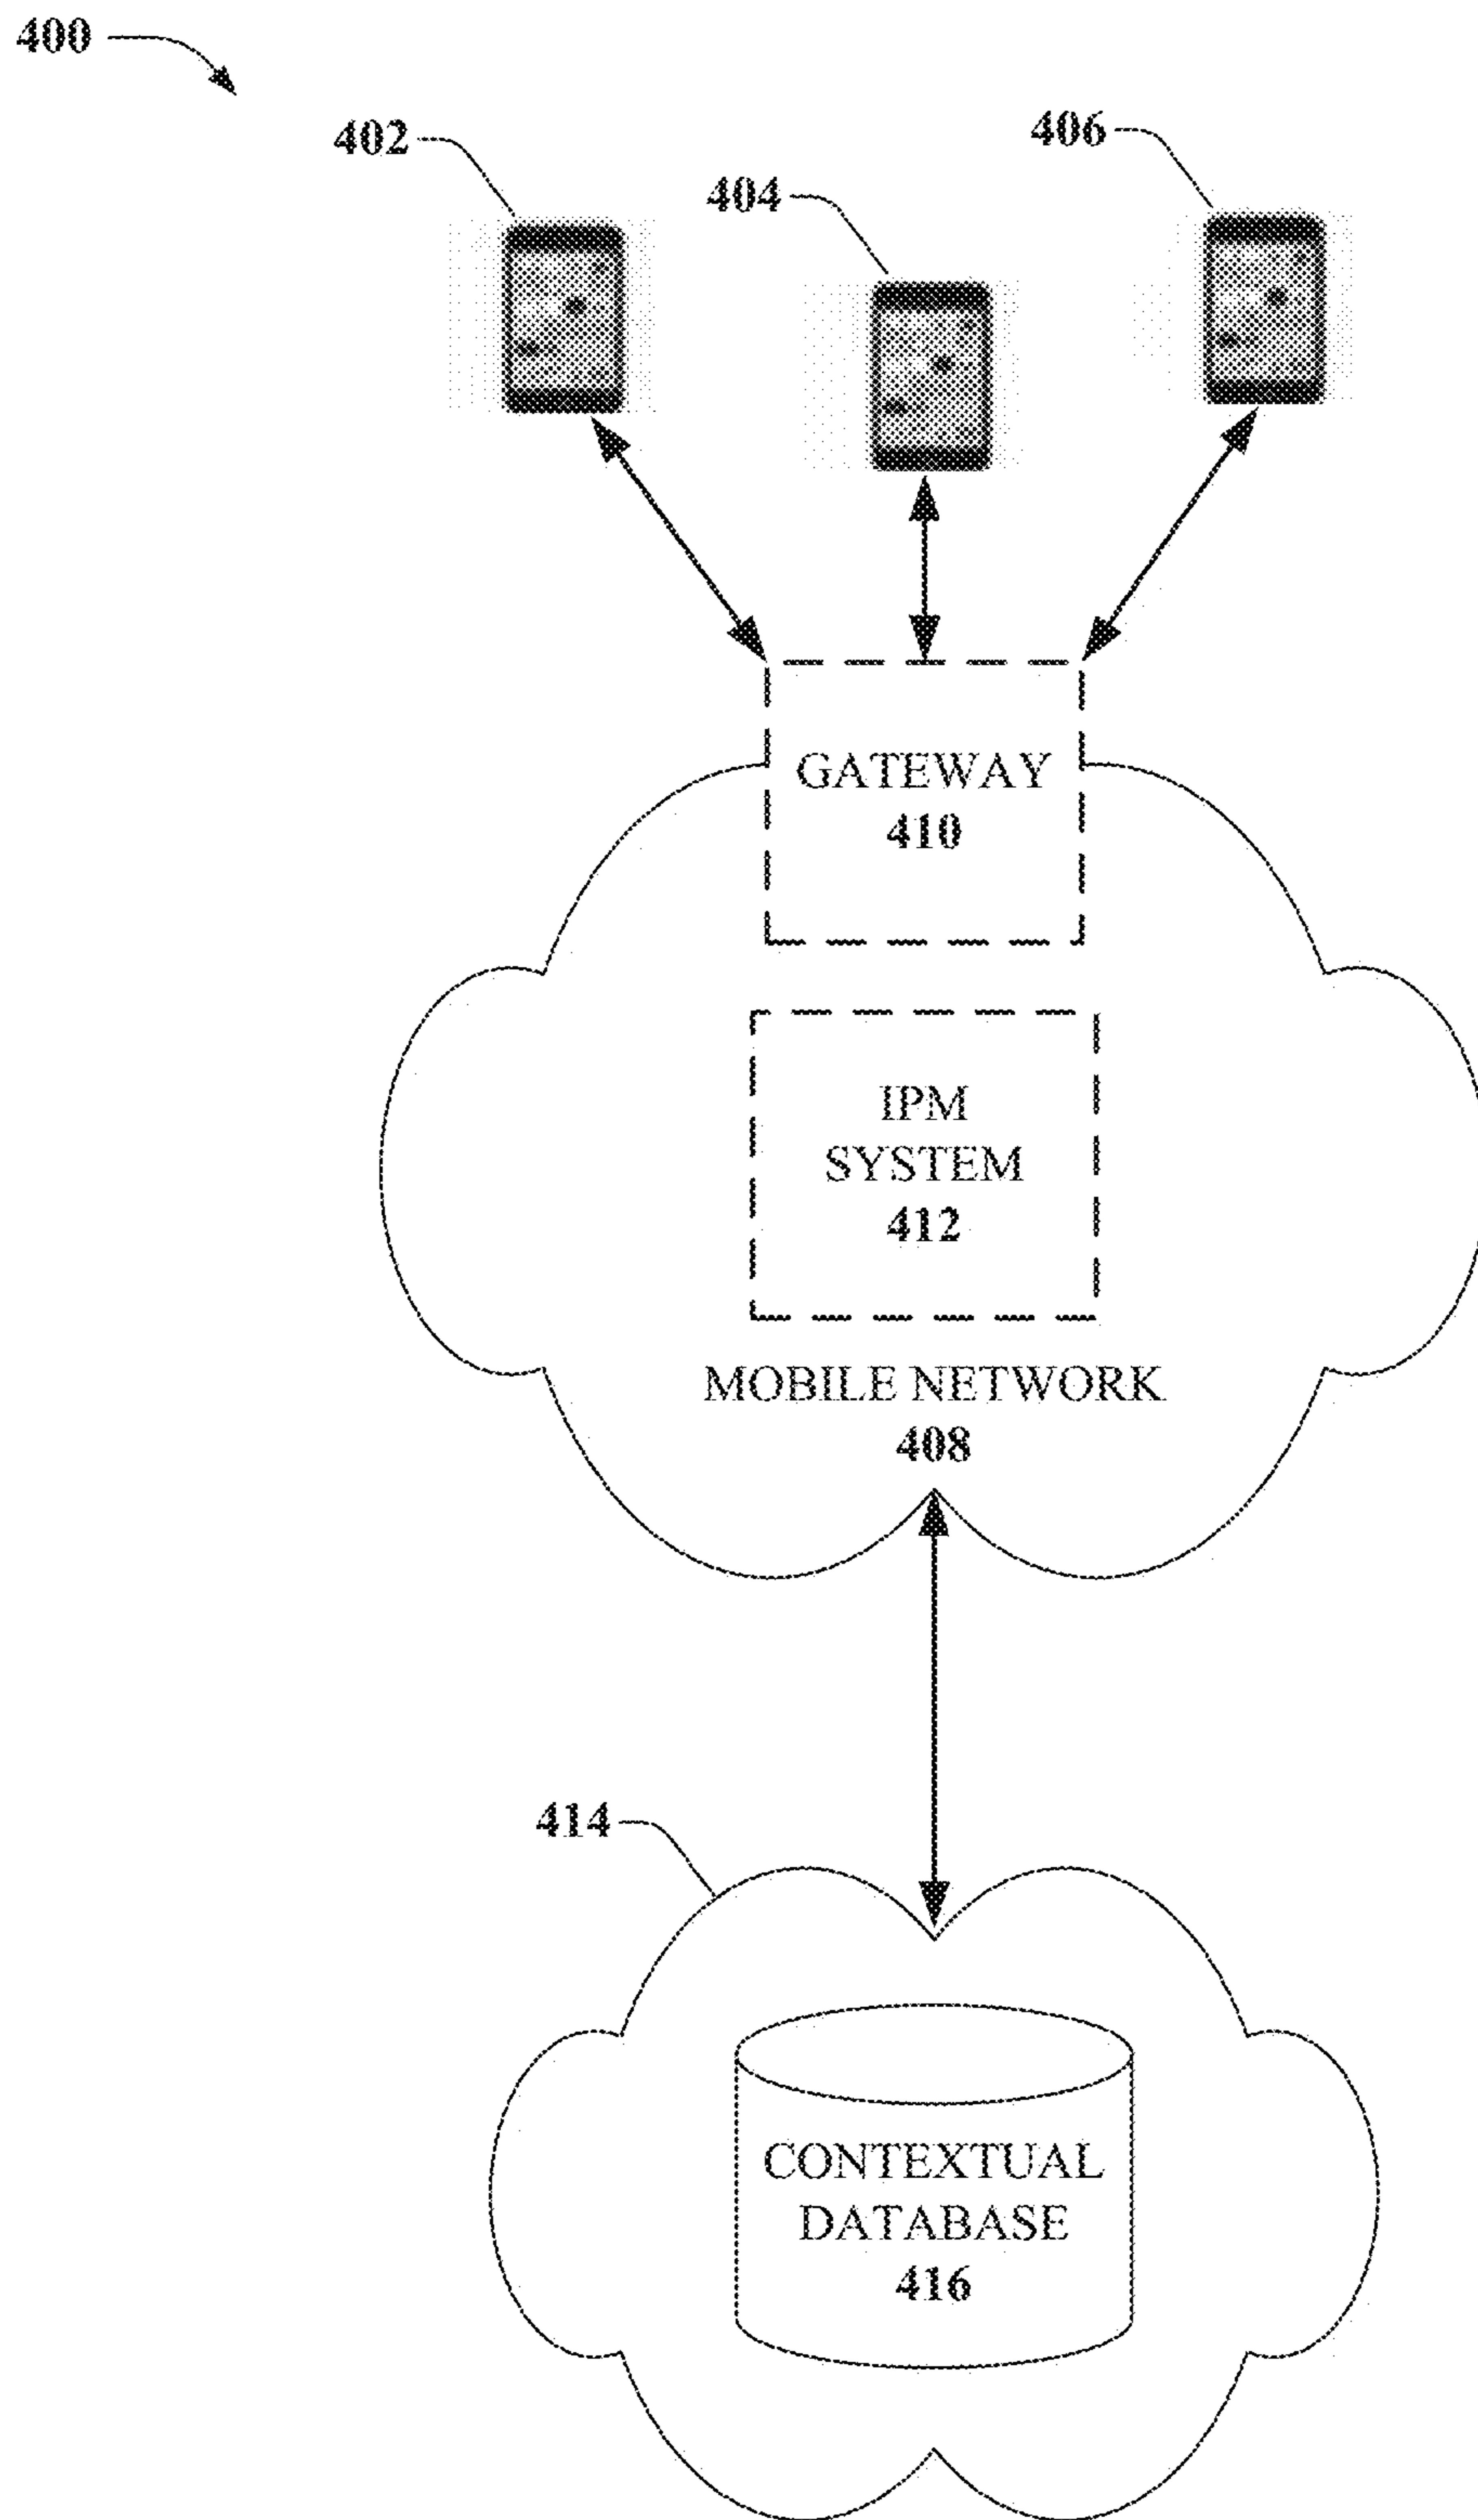 400
402
404
406
GATEWAY
410
IPM
SYSTEM
412
MOBILE NETWORK
408
414
CONTEXTUAL
DATABASE
416